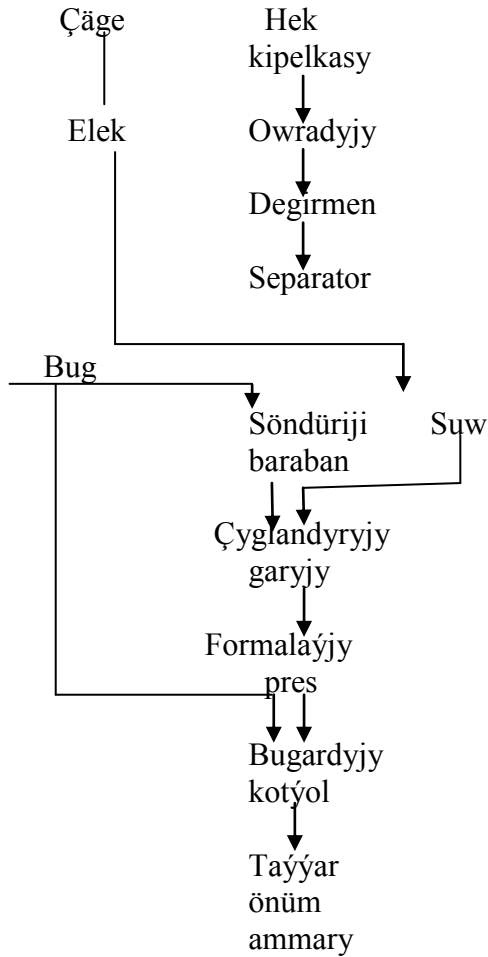 Çäge
Hek
kipelkasy
Elek
Owradyjy
Degirmen
Separator
Bug
Söndüriji
baraban
Suw
Çyglandyryjy
garyjy
Formalaýjy
pres
Bugardyjy
kotýol
Taýýar
önüm
ammary